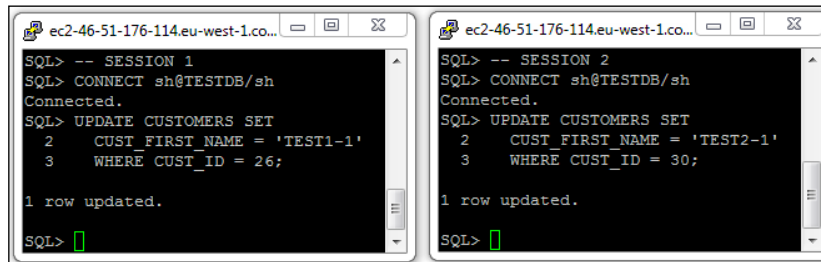 ec2-46-51-176-114.eu-west-1.co...
SQL> -- SESSION 1
SQL> CONNECT sh@TESTDB/sh
Connected.
SQL> UPDATE CUSTOMERS SET
2 CUST_FIRST_NAME = 'TEST1-1'
3 WHERE CUST_ID = 26;
1 row updated.
SQL>
ec2-46-51-176-114.eu-west-1.co...
SQL> -- SESSION 2
SQL> CONNECT sh@TESTDB/sh
Connected.
SQL> UPDATE CUSTOMERS SET
2 CUST_FIRST_NAME = 'TEST2-1'
3 WHERE CUST_ID = 30;
1 row updated.
SQL>